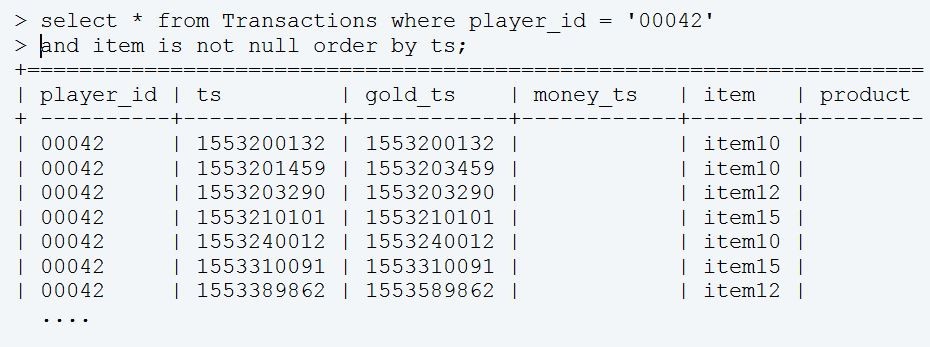 > select * from Transactions where player_id = '00042'
> and item is not null order by ts;
+=====================================================================
| player_id | ts | gold_ts | money_ts | item | product
+ ----------+------------+------------+------------+--------+---------
| 00042 | 1553200132 | 1553200132 | | item10 |
| 00042 | 1553201459 | 1553203459 | | item10 |
| 00042 | 1553203290 | 1553203290 | | item12 |
| 00042 | 1553210101 | 1553210101 | | item15 |
| 00042 | 1553240012 | 1553240012 | | item10 |
| 00042 | 1553310091 | 1553310091 | | item15 |
| 00042 | 1553389862 | 1553589862 | | item12 |
....